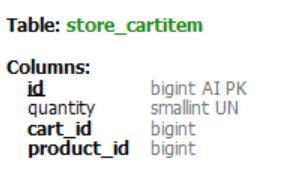 Table: store_cartitem
Columns:
id bigint AI PK
quantity smallint UN
cart_id bigint
product_id bigint